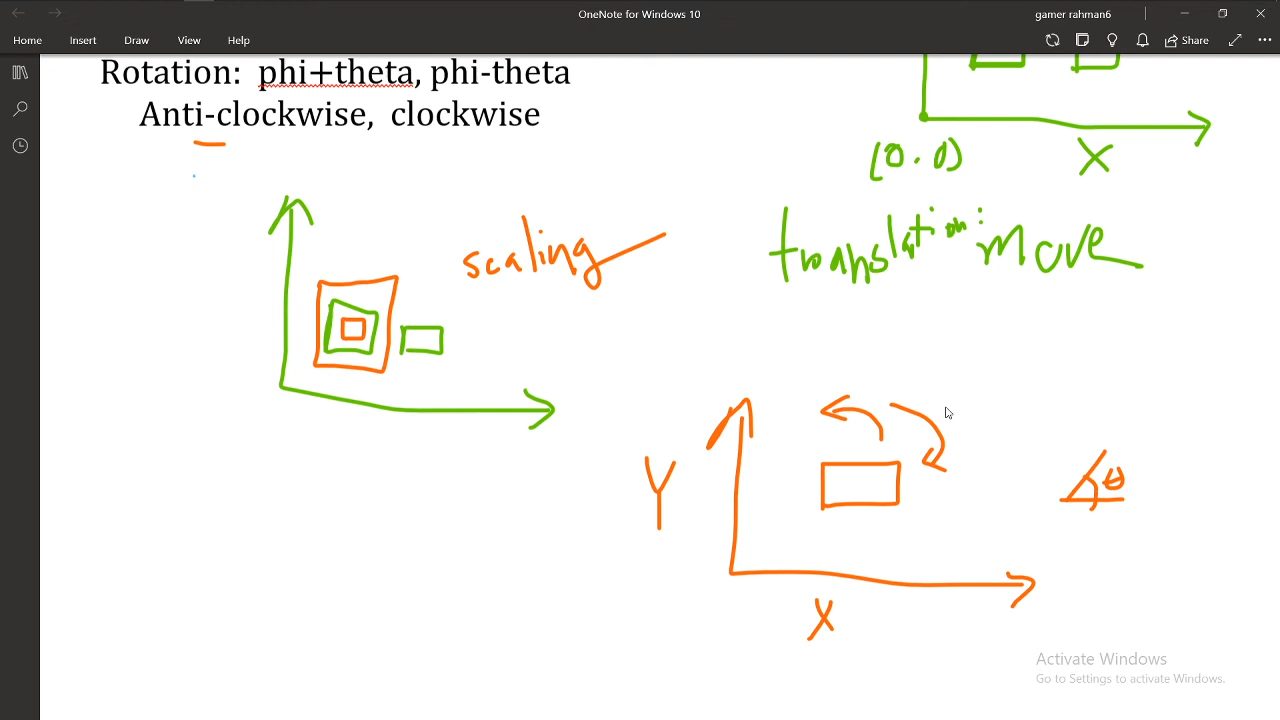 OneNote for Windows 10
gamer rahman6
Home Insert Draw View Help
Share
Rotation: phi+theta, phi-theta
Anti-clockwise, clockwise
(0.0)
X
scaling
translation: move
Y
θ
X
Activate Windows
Go to Settings to activate Windows.